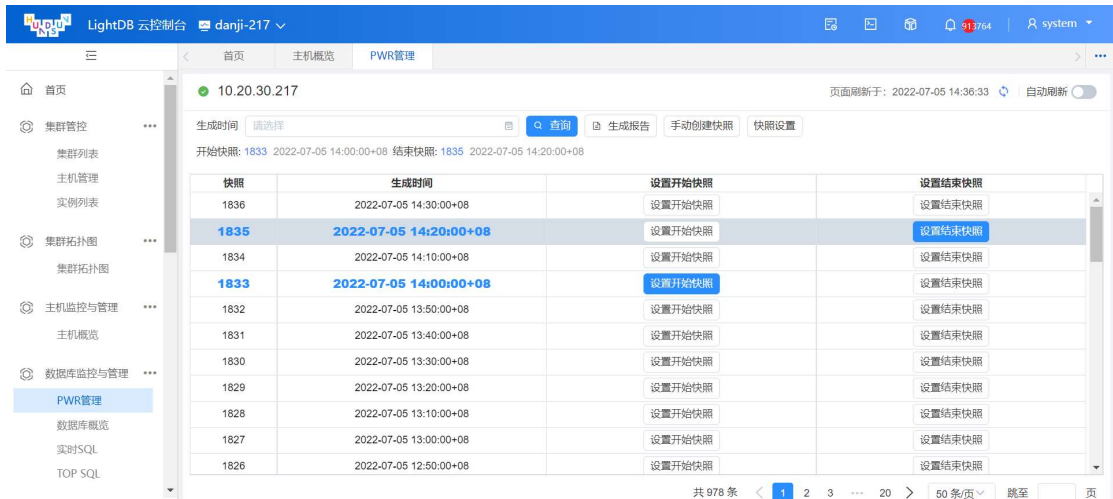 HUNDSUN LightDB 云控制台 danji-217 913764 system
首页 主机概览 PWR管理
首页
集群管控
集群列表
主机管理
实例列表
集群拓扑图
集群拓扑图
主机监控与管理
主机概览
数据库监控与管理
PWR管理
数据库概览
实时SQL
TOP SQL
10.20.30.217 页面刷新于: 2022-07-05 14:36:33 自动刷新
生成时间 请选择 查询 生成报告 手动创建快照 快照设置
开始快照: 1833 2022-07-05 14:00:00+08 结束快照: 1835 2022-07-05 14:20:00+08
快照 生成时间 设置开始快照 设置结束快照
1836 2022-07-05 14:30:00+08 设置开始快照 设置结束快照
1835 2022-07-05 14:20:00+08 设置开始快照 设置结束快照
1834 2022-07-05 14:10:00+08 设置开始快照 设置结束快照
1833 2022-07-05 14:00:00+08 设置开始快照 设置结束快照
1832 2022-07-05 13:50:00+08 设置开始快照 设置结束快照
1831 2022-07-05 13:40:00+08 设置开始快照 设置结束快照
1830 2022-07-05 13:30:00+08 设置开始快照 设置结束快照
1829 2022-07-05 13:20:00+08 设置开始快照 设置结束快照
1828 2022-07-05 13:10:00+08 设置开始快照 设置结束快照
1827 2022-07-05 13:00:00+08 设置开始快照 设置结束快照
1826 2022-07-05 12:50:00+08 设置开始快照 设置结束快照
共 978 条 1 2 3 ••• 20 50 条/页 跳至 页